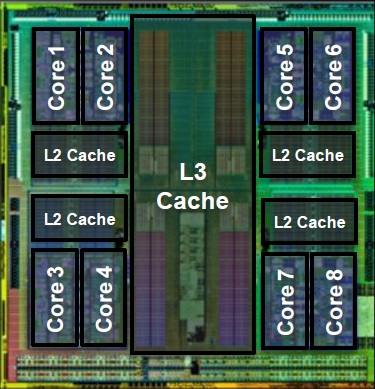 Core 1
Core 2
Core 5
Core 6
L2 Cache
L2 Cache
L3
Cache
L2 Cache
L2 Cache
Core 3
Core 4
Core 7
Core 8